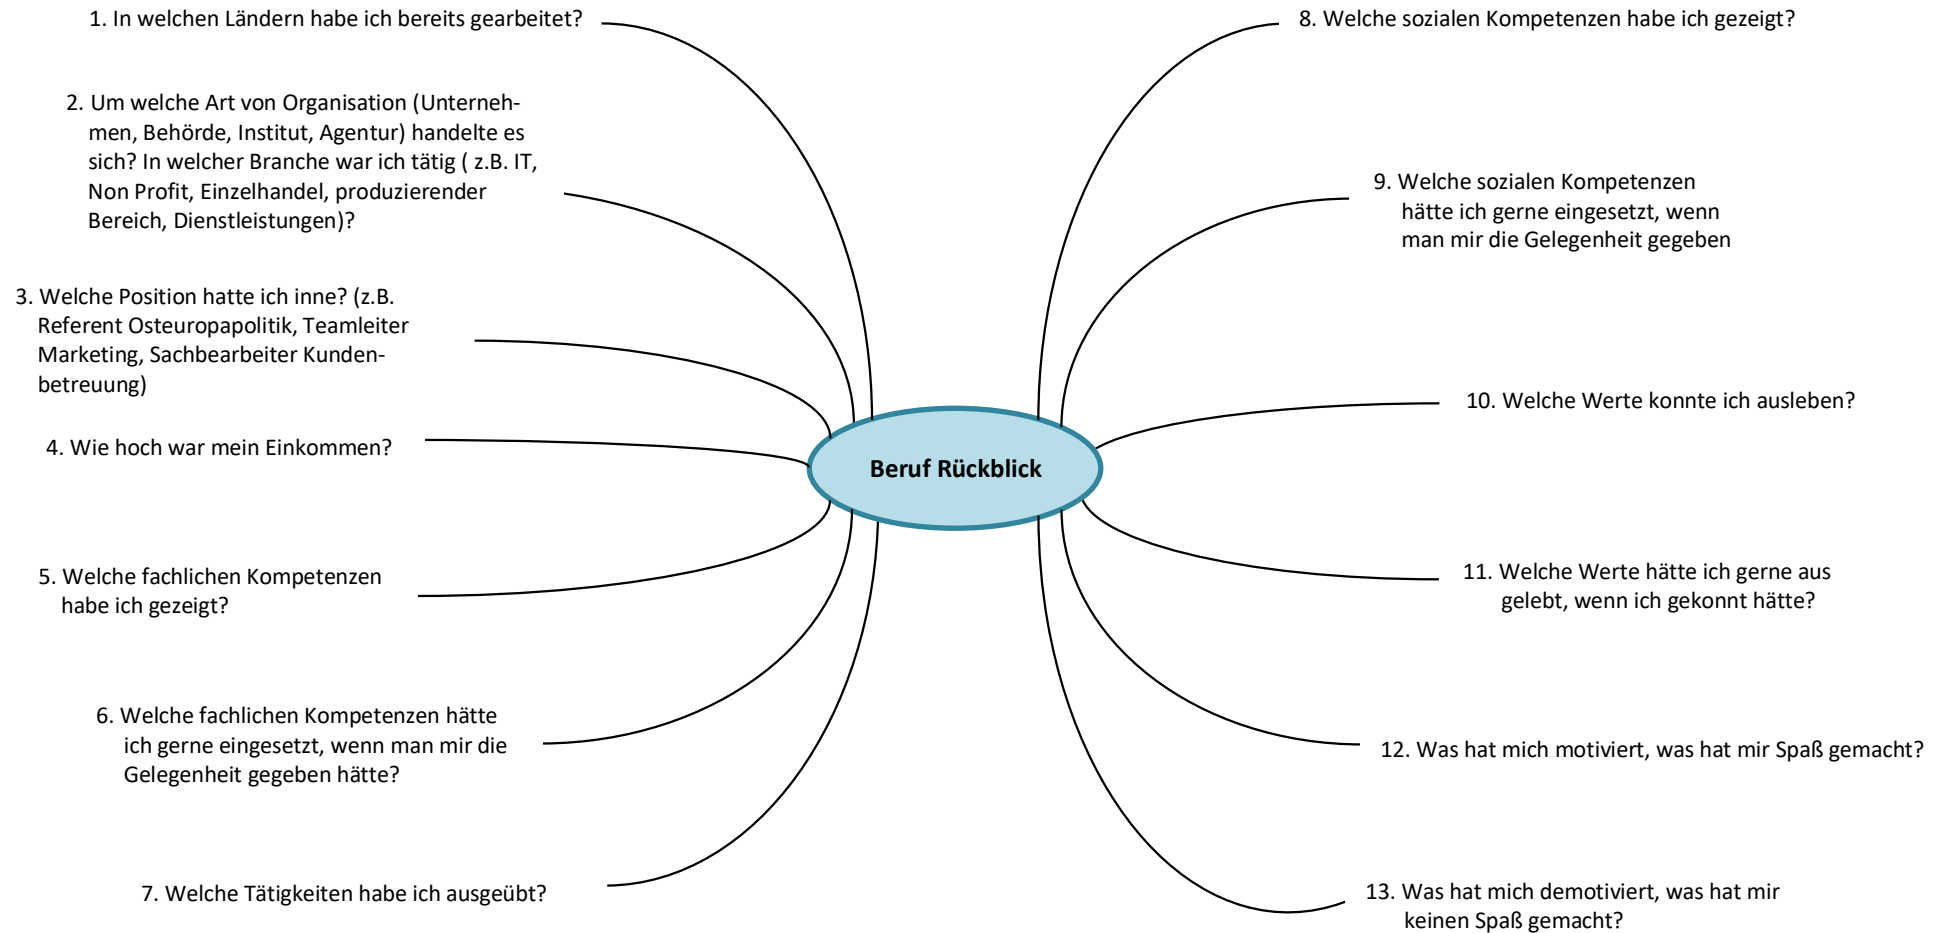 1. In welchen Ländern habe ich bereits gearbeitet?
2. Um welche Art von Organisation (Unterneh-
men, Behörde, Institut, Agentur) handelte es
sich? In welcher Branche war ich tätig ( z.B. IT,
Non Profit, Einzelhandel, produzierender
Bereich, Dienstleistungen)?
3. Welche Position hatte ich inne? (z.B.
Referent Osteuropapolitik, Teamleiter
Marketing, Sachbearbeiter Kunden-
betreuung)
4. Wie hoch war mein Einkommen?
5. Welche fachlichen Kompetenzen
habe ich gezeigt?
6. Welche fachlichen Kompetenzen hätte
ich gerne eingesetzt, wenn man mir die
Gelegenheit gegeben hätte?
7. Welche Tätigkeiten habe ich ausgeübt?
Beruf Rückblick
8. Welche sozialen Kompetenzen habe ich gezeigt?
9. Welche sozialen Kompetenzen
hätte ich gerne eingesetzt, wenn
man mir die Gelegenheit gegeben
10. Welche Werte konnte ich ausleben?
11. Welche Werte hätte ich gerne aus
gelebt, wenn ich gekonnt hätte?
12. Was hat mich motiviert, was hat mir Spaß gemacht?
13. Was hat mich demotiviert, was hat mir
keinen Spaß gemacht?